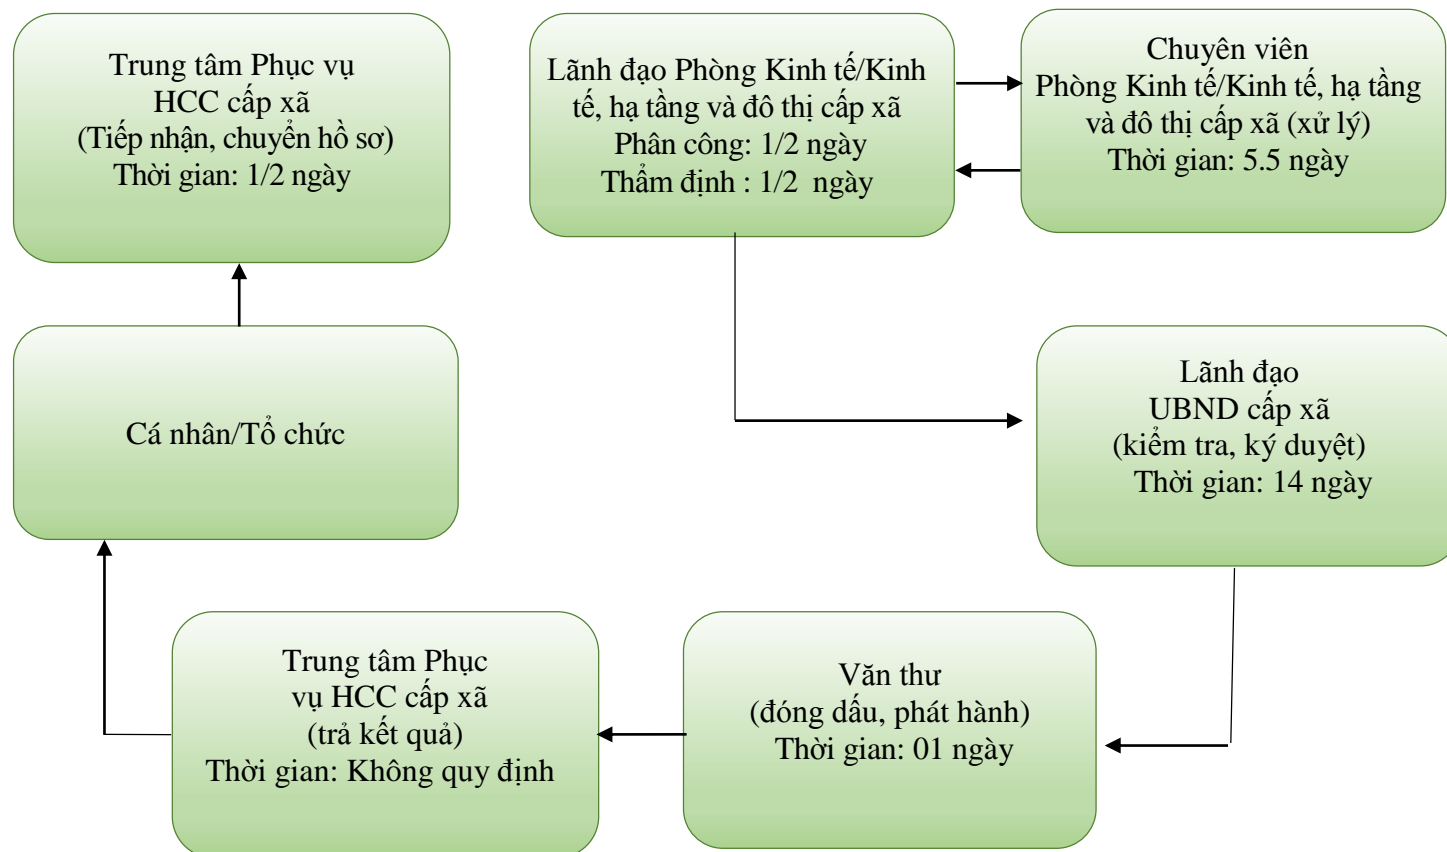 Trung tâm Phục vụ
HCC cấp xã
(Tiếp nhận, chuyển hồ sơ)
Thời gian: 1/2 ngày
Lãnh đạo Phòng Kinh tế/Kinh
tế, hạ tầng và đô thị cấp xã
Phân công: 1/2 ngày
Thẩm định : 1/2 ngày
Chuyên viên
Phòng Kinh tế/Kinh tế, hạ tầng
và đô thị cấp xã (xử lý)
Thời gian: 5.5 ngày
Cá nhân/Tổ chức
Lãnh đạo
UBND cấp xã
(kiểm tra, ký duyệt)
Thời gian: 14 ngày
Trung tâm Phục
vụ HCC cấp xã
(trả kết quả)
Thời gian: Không quy định
Văn thư
(đóng dấu, phát hành)
Thời gian: 01 ngày